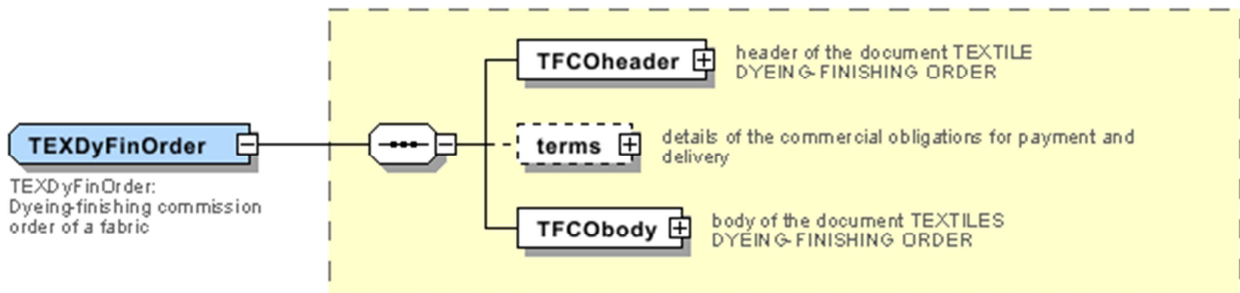 TFCOheader
header of the document TEXTILE
DYEING-FINISHING ORDER
TEXDyFinOrder
terms
details of the commercial obligations for payment and
delivery
TEXDyFinOrder:
Dyeing-finishing commission
order of a fabric
TFCObody
body of the document TEXTILES
DYEING-FINISHING ORDER